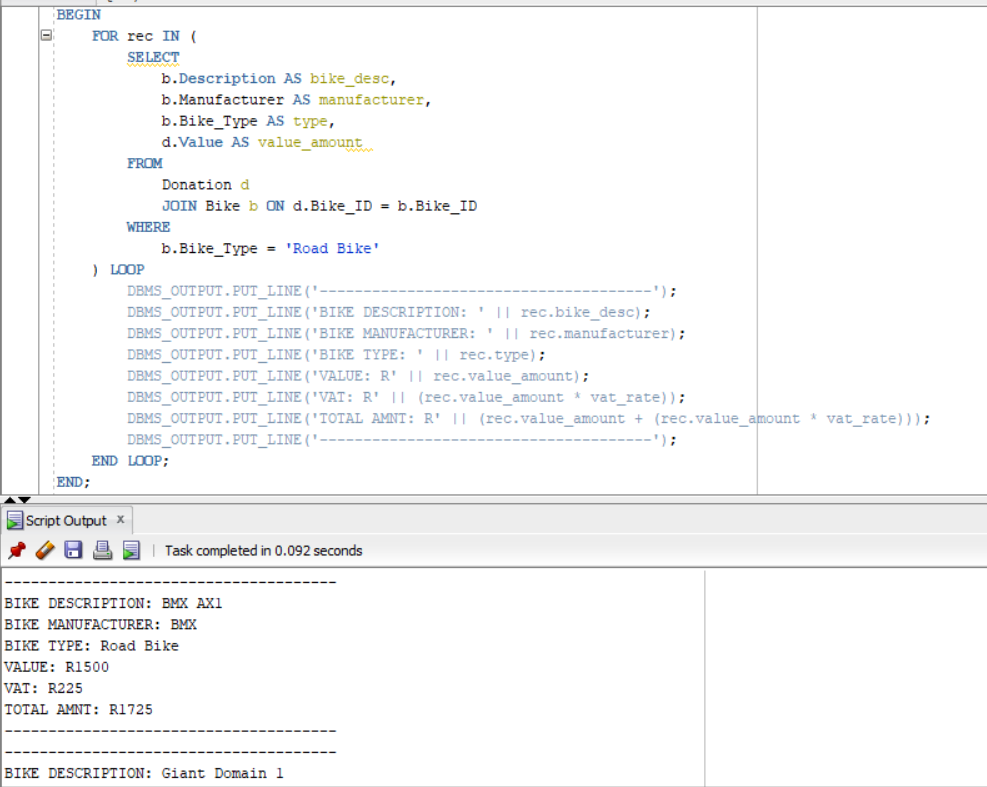 BEGIN
FOR rec IN (
SELECT
b.Description AS bike_desc,
b.Manufacturer AS manufacturer,
b.Bike_Type AS type,
d.Value AS value_amount
FROM
Donation d
JOIN Bike b ON d.Bike_ID = b.Bike_ID
WHERE
b.Bike_Type = 'Road Bike'
) LOOP
DBMS_OUTPUT.PUT_LINE('--------------------------------------');
DBMS_OUTPUT.PUT_LINE('BIKE DESCRIPTION: ' || rec.bike_desc);
DBMS_OUTPUT.PUT_LINE('BIKE MANUFACTURER: ' || rec.manufacturer);
DBMS_OUTPUT.PUT_LINE('BIKE TYPE: ' || rec.type);
DBMS_OUTPUT.PUT_LINE('VALUE: R' || rec.value_amount);
DBMS_OUTPUT.PUT_LINE('VAT: R' || (rec.value_amount * vat_rate));
DBMS_OUTPUT.PUT_LINE('TOTAL AMNT: R' || (rec.value_amount + (rec.value_amount * vat_rate)));
DBMS_OUTPUT.PUT_LINE('--------------------------------------');
END LOOP;
END;
Script Output x
Task completed in 0.092 seconds
--------------------------------------
BIKE DESCRIPTION: BMX AX1
BIKE MANUFACTURER: BMX
BIKE TYPE: Road Bike
VALUE: R1500
VAT: R225
TOTAL AMNT: R1725
--------------------------------------
--------------------------------------
BIKE DESCRIPTION: Giant Domain 1